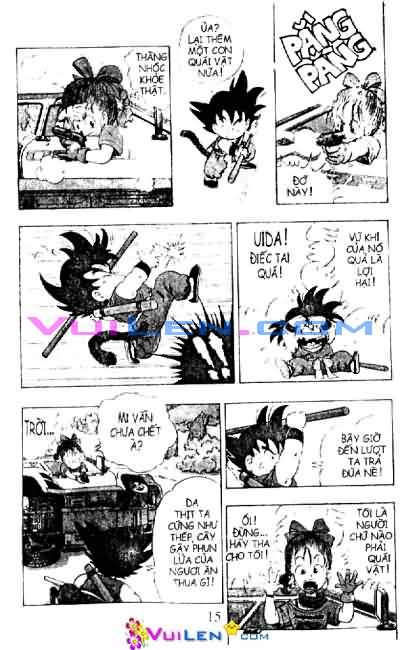 PẰNG
PẰNG
ĐỠ
NÀY!
ỦA?
LẠI THÊM
MỘT CON
QUÁI VẬT
NỮA!
THẰNG
NHÓC
KHỎE
THẬT.
VŨ KHÍ
CỦA NÓ
QUẢ LÀ
LỢI
HẠI!
UIDA!
ĐIẾC TAI
QUÁ!
BÂY GIỜ
ĐẾN LƯỢT
TA TRẢ
ĐŨA NÈ!
MI VẪN
CHƯA CHẾT
À?
TRỜI...
DA
THỊT TA
CỨNG NHƯ
THÉP, CÂY
GẬY PHUN
LỬA CỦA
NGƯƠI ĂN
THUA GÌ!
TÔI LÀ
NGƯỜI
CHỨ NÀO
PHẢI
QUÁI
VẬT!
ỐI!
ĐỪNG...
HÃY THA
CHO TÔI!
15
VUILEN.COM
VUILEN.COM